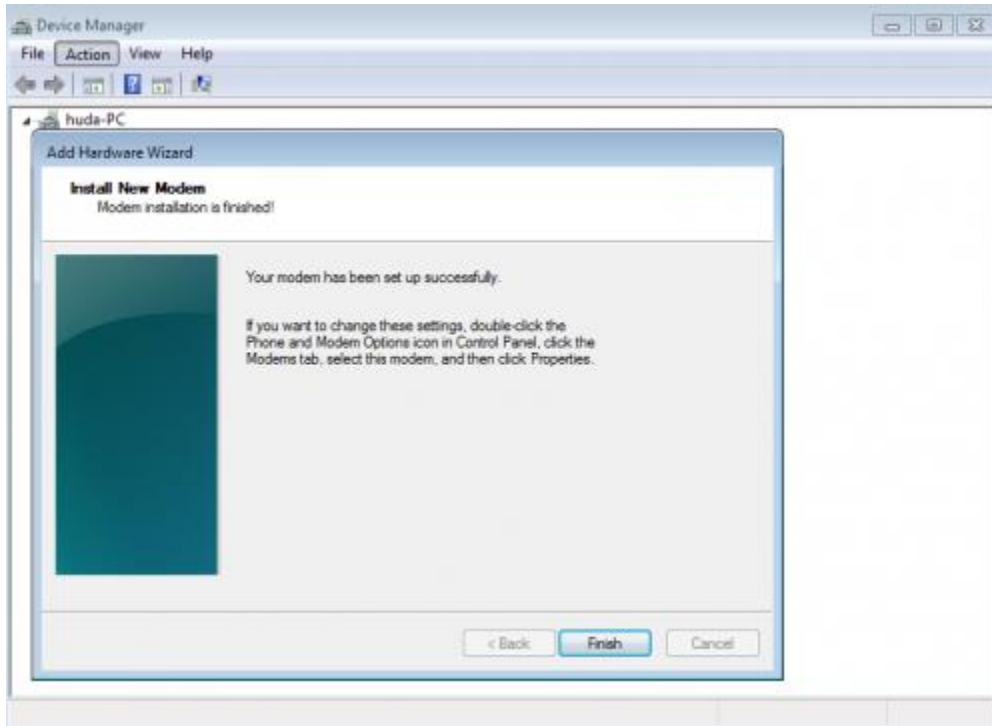 Device Manager
File Action View Help
huda-PC
Add Hardware Wizard
Install New Modem
Modem installation is finished!
Your modem has been set up successfully.
If you want to change these settings, double-click the
Phone and Modem Options icon in Control Panel, click the
Modems tab, select this modem, and then click Properties.
< Back Finish Cancel